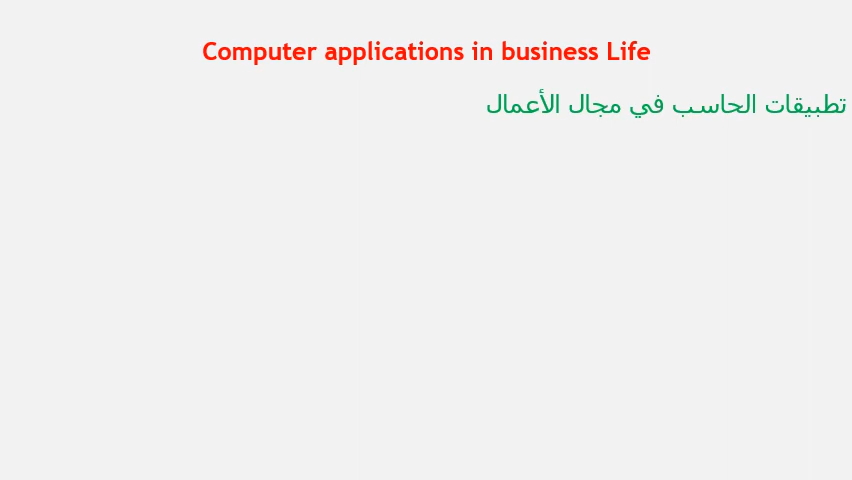 Computer applications in business Life
تطبيقات الحاسب في مجال الأعمال